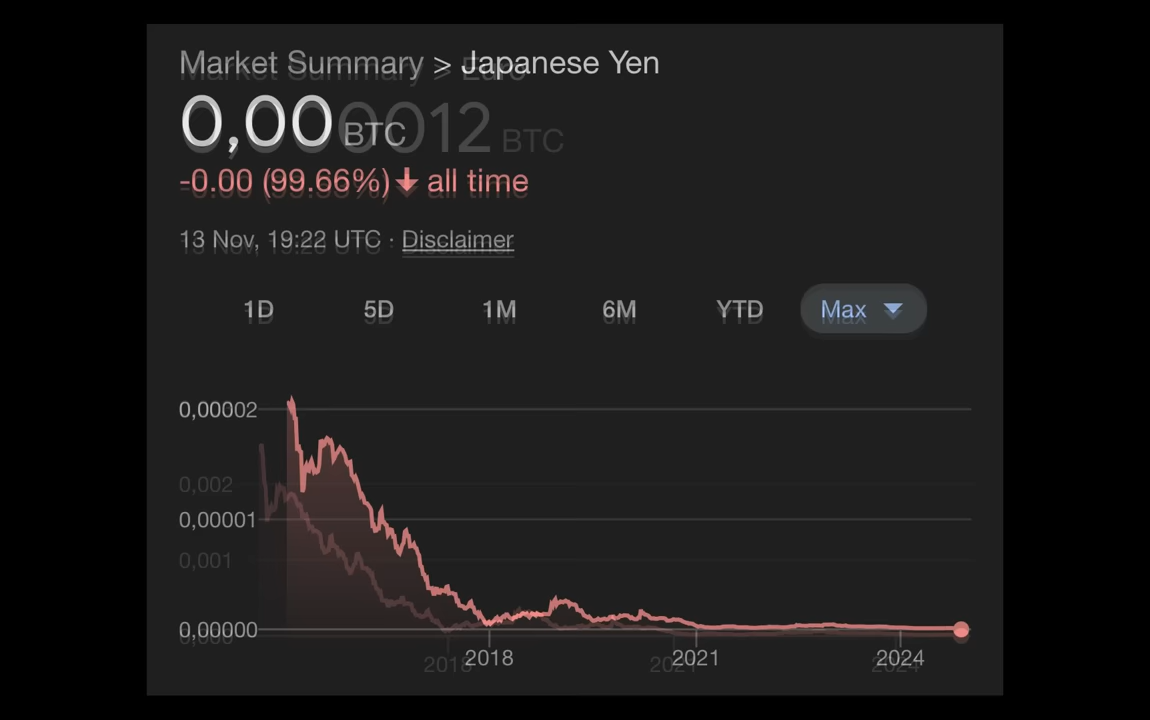 Market Summary > Japanese Yen
0,00 BTC
0012 BTC
-0.00 (99.66%) all time
13 Nov, 19:22 UTC · Disclaimer
1D 5D 1M 6M YTD Max
0,00002
0,002
0,00001
0,001
0,00000
2018 2021 2024